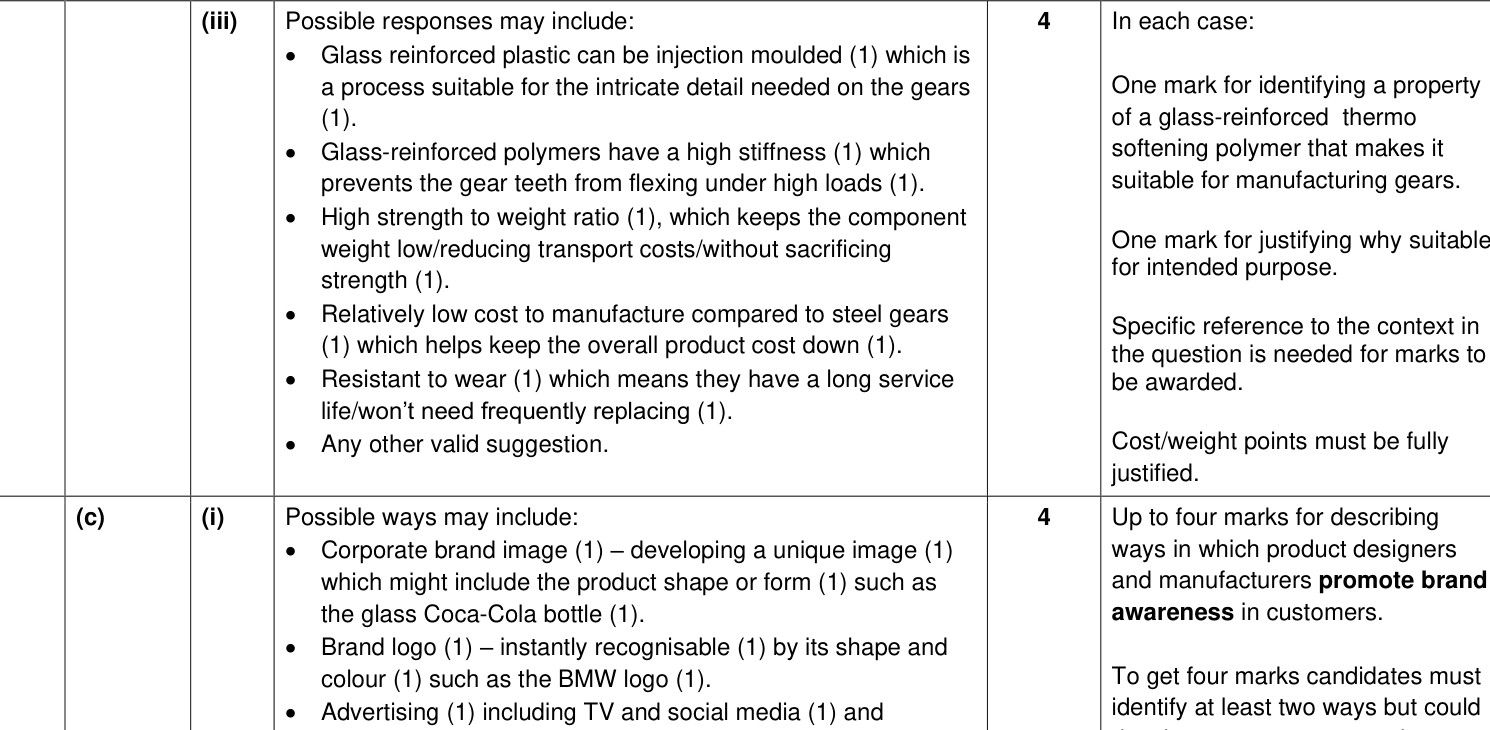 (iii) Possible responses may include: 4 In each case:
• Glass reinforced plastic can be injection moulded (1) which is
a process suitable for the intricate detail needed on the gears
(1).
• Glass-reinforced polymers have a high stiffness (1) which
prevents the gear teeth from flexing under high loads (1).
• High strength to weight ratio (1), which keeps the component
weight low/reducing transport costs/without sacrificing
strength (1).
• Relatively low cost to manufacture compared to steel gears
(1) which helps keep the overall product cost down (1).
• Resistant to wear (1) which means they have a long service
life/won’t need frequently replacing (1).
• Any other valid suggestion.
One mark for identifying a property
of a glass-reinforced thermo
softening polymer that makes it
suitable for manufacturing gears.
One mark for justifying why suitable
for intended purpose.
Specific reference to the context in
the question is needed for marks to
be awarded.
Cost/weight points must be fully
justified.
(c) (i) Possible ways may include: 4 Up to four marks for describing
• Corporate brand image (1) – developing a unique image (1)
which might include the product shape or form (1) such as
the glass Coca-Cola bottle (1).
• Brand logo (1) – instantly recognisable (1) by its shape and
colour (1) such as the BMW logo (1).
• Advertising (1) including TV and social media (1) and
ways in which product designers
and manufacturers promote brand
awareness in customers.
To get four marks candidates must
identify at least two ways but could